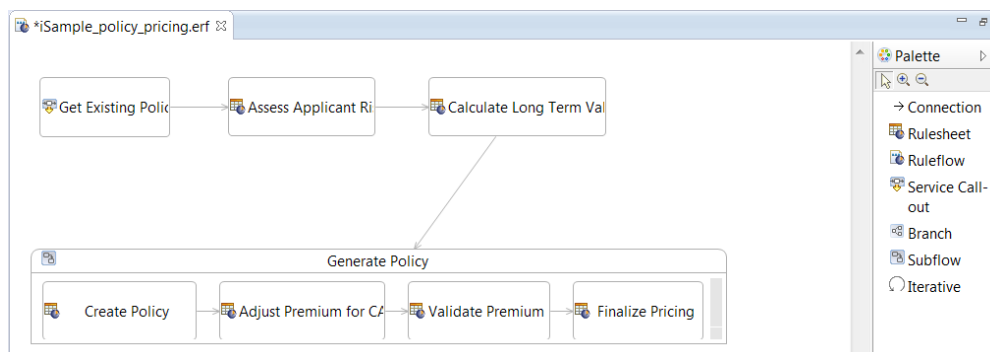 *iSample_policy_pricing.erf
Palette
Get Existing Polic
Assess Applicant Ri
Calculate Long Term Val
Generate Policy
Create Policy
Adjust Premium for CA
Validate Premium
Finalize Pricing
Connection
Rulesheet
Ruleflow
Service Call-
out
Branch
Subflow
Iterative